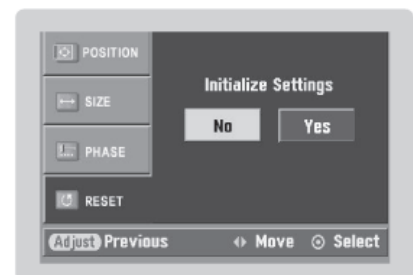 POSITION
SIZE
PHASE
RESET
Initialize Settings
No Yes
Adjust Previous Move Select